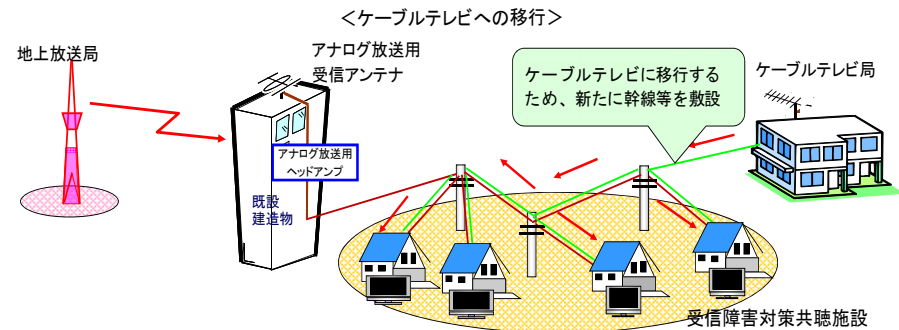 ＜ケーブルテレビへの移行＞
地上放送局
アナログ放送用
受信アンテナ
ケーブルテレビに移行する
ため、新たに幹線等を敷設
ケーブルテレビ局
アナログ放送用
ヘッドアンプ
既設
建造物
受信障害対策共聴施設